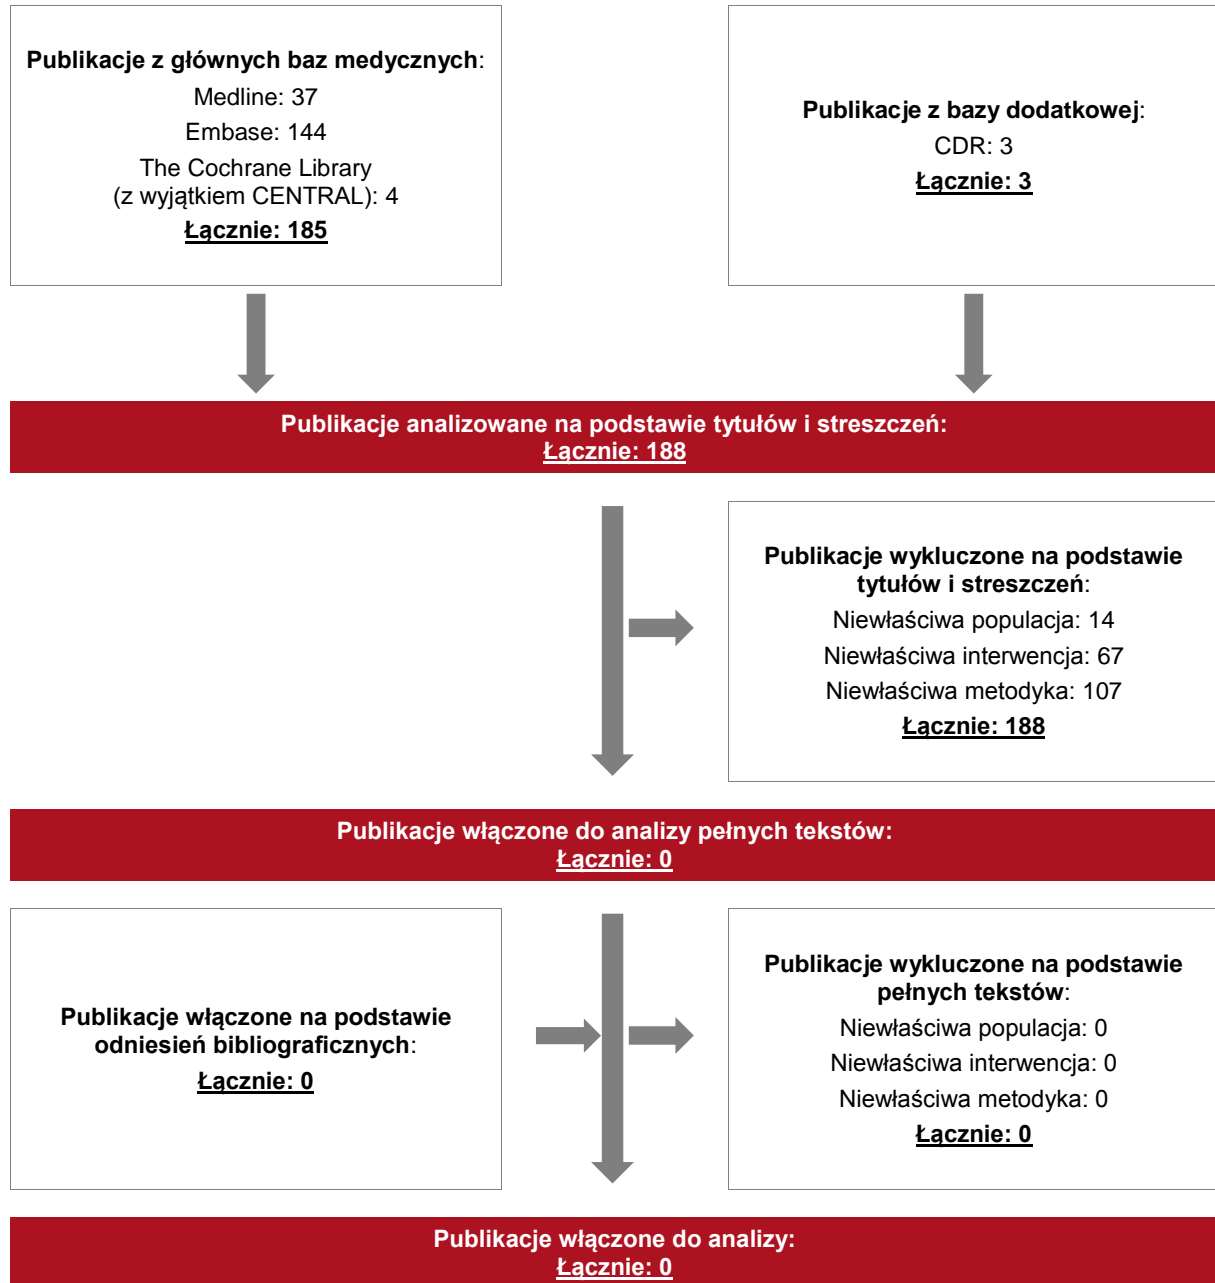 Publikacje z głównych baz medycznych:
Medline: 37
Embase: 144
The Cochrane Library
(z wyjątkiem CENTRAL): 4
Łącznie: 185
Publikacje z bazy dodatkowej:
CDR: 3
Łącznie: 3
Publikacje analizowane na podstawie tytułów i streszczeń:
Łącznie: 188
Publikacje wykluczone na podstawie
tytułów i streszczeń:
Niewłaściwa populacja: 14
Niewłaściwa interwencja: 67
Niewłaściwa metodyka: 107
Łącznie: 188
Publikacje włączone do analizy pełnych tekstów:
Łącznie: 0
Publikacje włączone na podstawie
odniesień bibliograficznych:
Łącznie: 0
Publikacje wykluczone na podstawie
pełnych tekstów:
Niewłaściwa populacja: 0
Niewłaściwa interwencja: 0
Niewłaściwa metodyka: 0
Łącznie: 0
Publikacje włączone do analizy:
Łącznie: 0